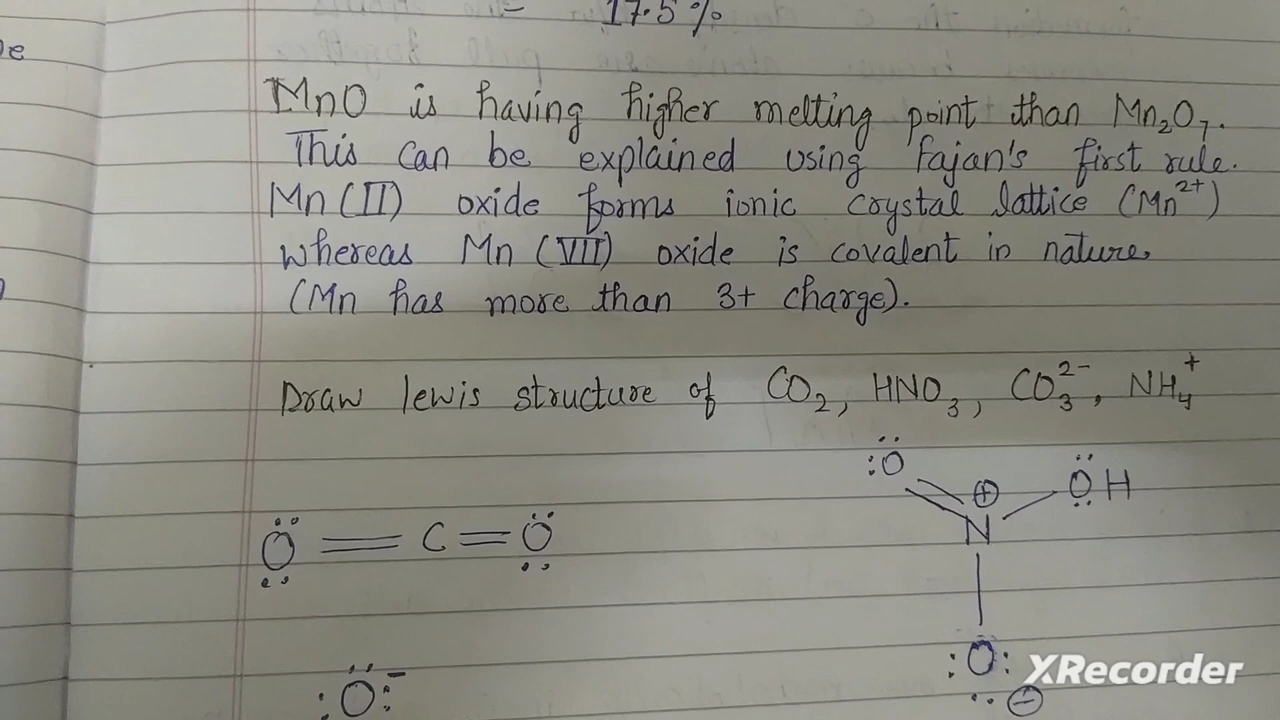 = 17.5%
MnO is having higher melting point than Mn₂O₇.
This can be explained using Fajan's first rule.
Mn (II) oxide forms ionic crystal lattice (Mn²⁺)
whereas Mn (VII) oxide is covalent in nature.
(Mn has more than 3+ charge).
Draw lewis structure of CO₂, HNO₃, CO₃²⁻, NH₄⁺
O = C = O
O N⊕ OH
O⊖
O⁻
XRecorder